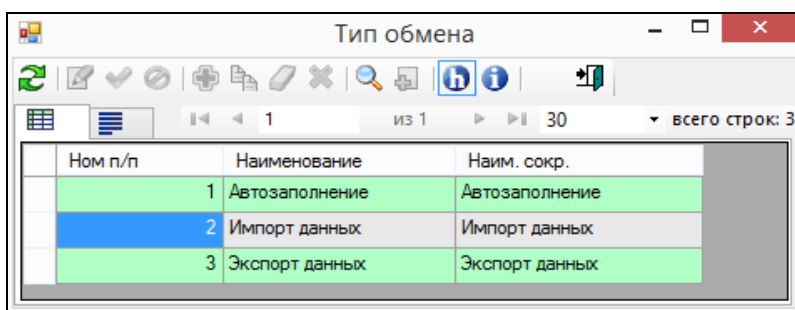 Тип обмена
1 из 1 30 всего строк: 3
Ном п/п Наименование Наим. сокр.
1 Автозаполнение Автозаполнение
2 Импорт данных Импорт данных
3 Экспорт данных Экспорт данных